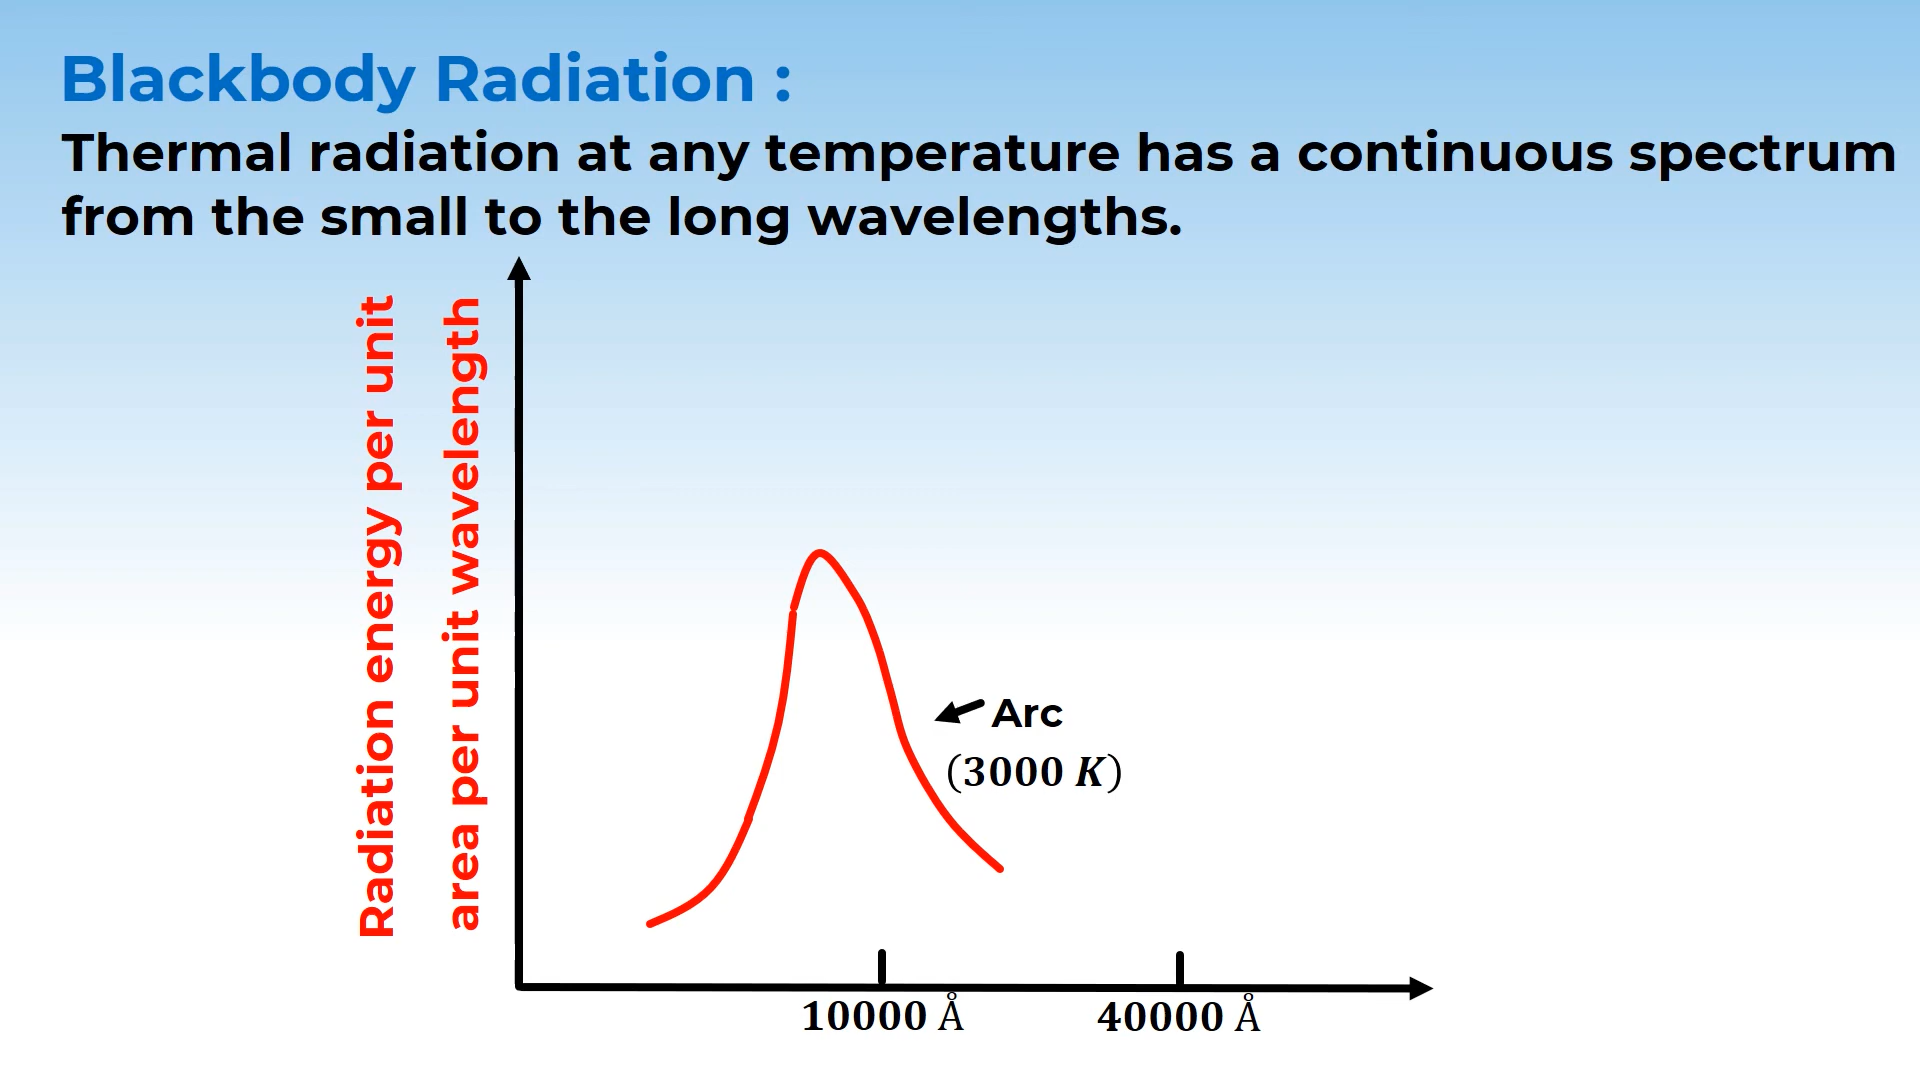 Blackbody Radiation :
Thermal radiation at any temperature has a continuous spectrum
from the small to the long wavelengths.
Radiation energy per unit
area per unit wavelength
Arc
(3000 K)
10000 Å
40000 Å